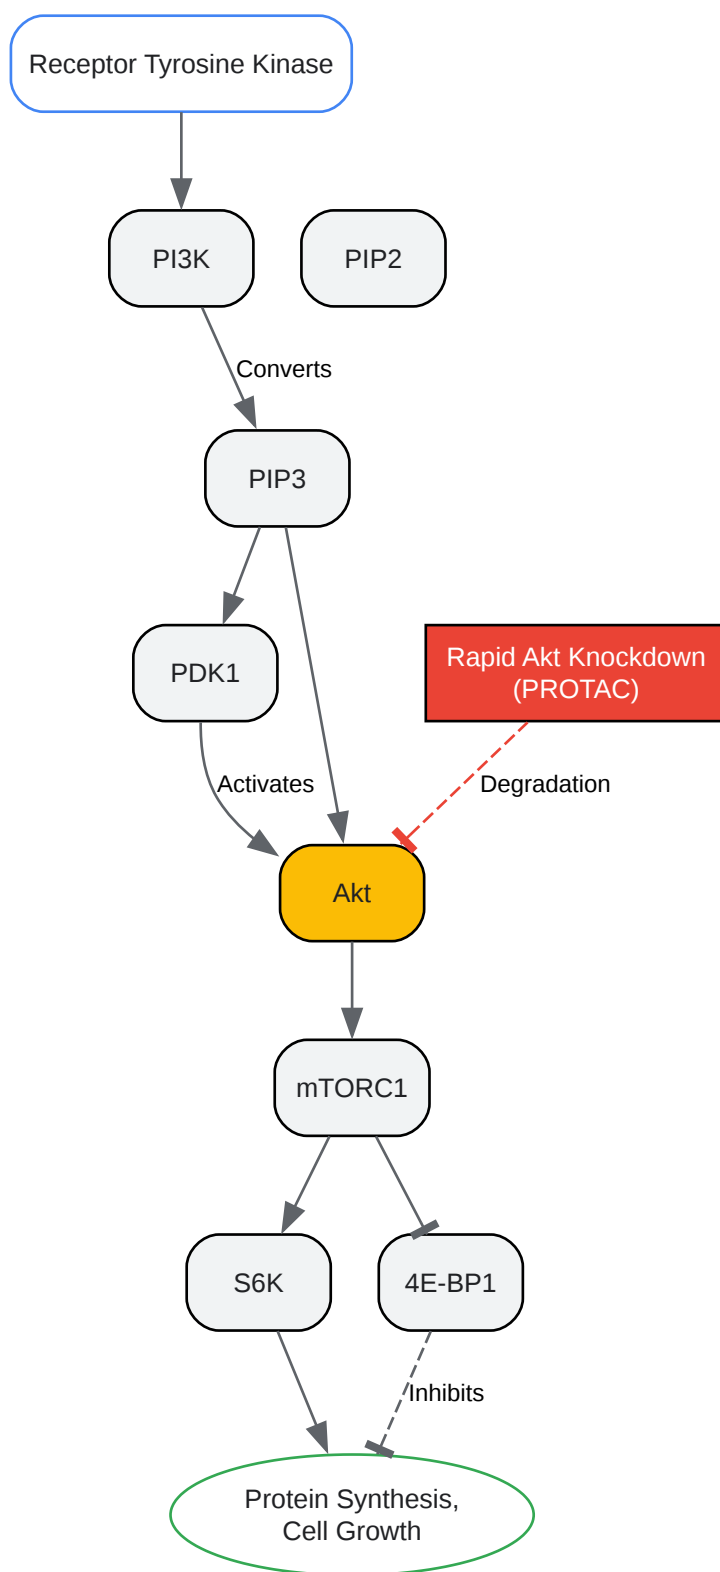 Receptor Tyrosine Kinase
PI3K
PIP2
Converts
PIP3
PDK1
Rapid Akt Knockdown
(PROTAC)
Activates
Degradation
Akt
mTORC1
S6K
4E-BP1
Inhibits
Protein Synthesis,
Cell Growth